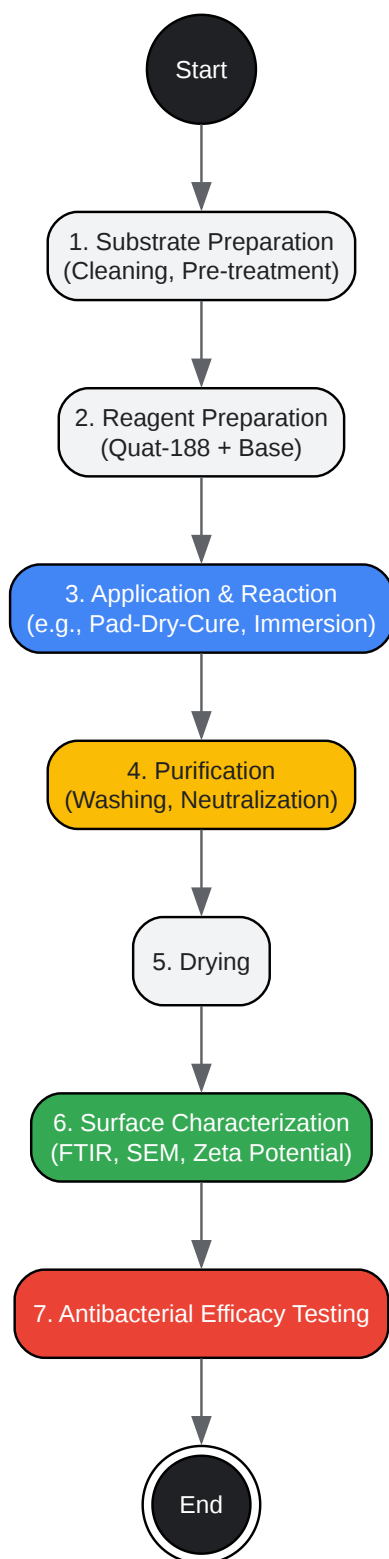 Start
1. Substrate Preparation
(Cleaning, Pre-treatment)
2. Reagent Preparation
(Quat-188 + Base)
3. Application & Reaction
(e.g., Pad-Dry-Cure, Immersion)
4. Purification
(Washing, Neutralization)
5. Drying
6. Surface Characterization
(FTIR, SEM, Zeta Potential)
7. Antibacterial Efficacy Testing
End